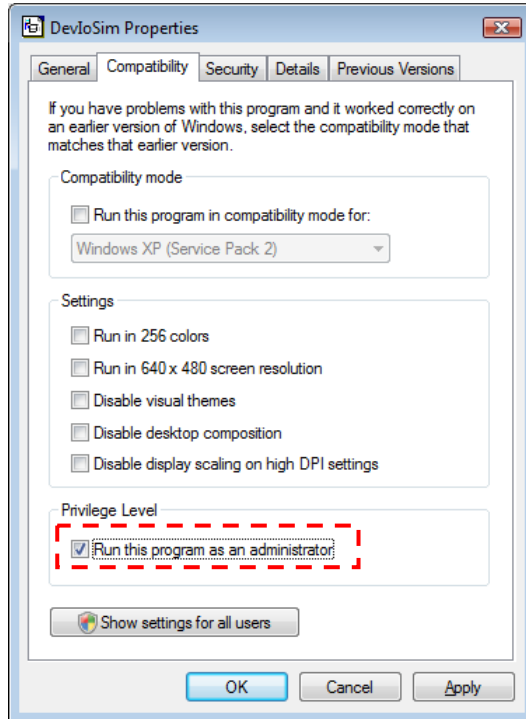 DevIoSim Properties
General Compatibility Security Details Previous Versions
If you have problems with this program and it worked correctly on
an earlier version of Windows, select the compatibility mode that
matches that earlier version.
Compatibility mode
Run this program in compatibility mode for:
Windows XP (Service Pack 2)
Settings
Run in 256 colors
Run in 640 x 480 screen resolution
Disable visual themes
Disable desktop composition
Disable display scaling on high DPI settings
Privilege Level
Run this program as an administrator
Show settings for all users
OK Cancel Apply